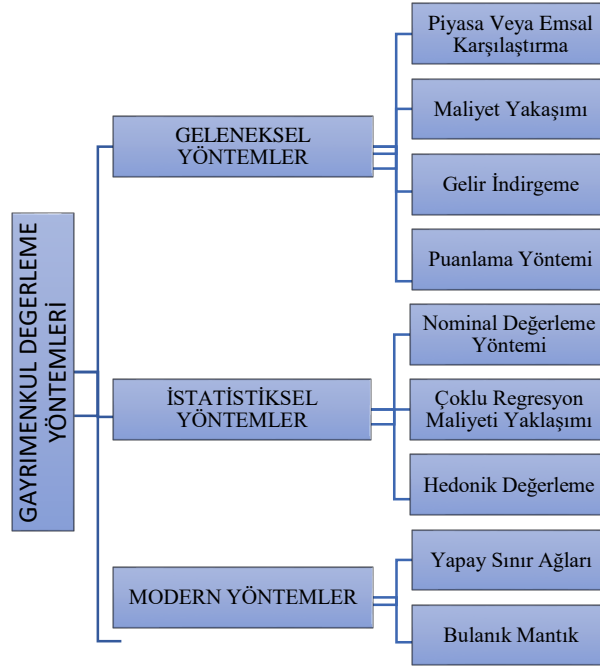 GAYRIMENKUL DEGERLEME
YÖNTEMLERİ
GELENEKSEL
YÖNTEMLER
Piyasa Veya Emsal
Karşılaştırma
Maliyet Yakaşımı
Gelir İndirgeme
Puanlama Yöntemi
İSTATİSTİKSEL
YÖNTEMLER
Nominal Değerleme
Yöntemi
Çoklu Regresyon
Maliyeti Yaklaşımı
Hedonik Değerleme
MODERN YÖNTEMLER
Yapay Sınır Ağları
Bulanık Mantık